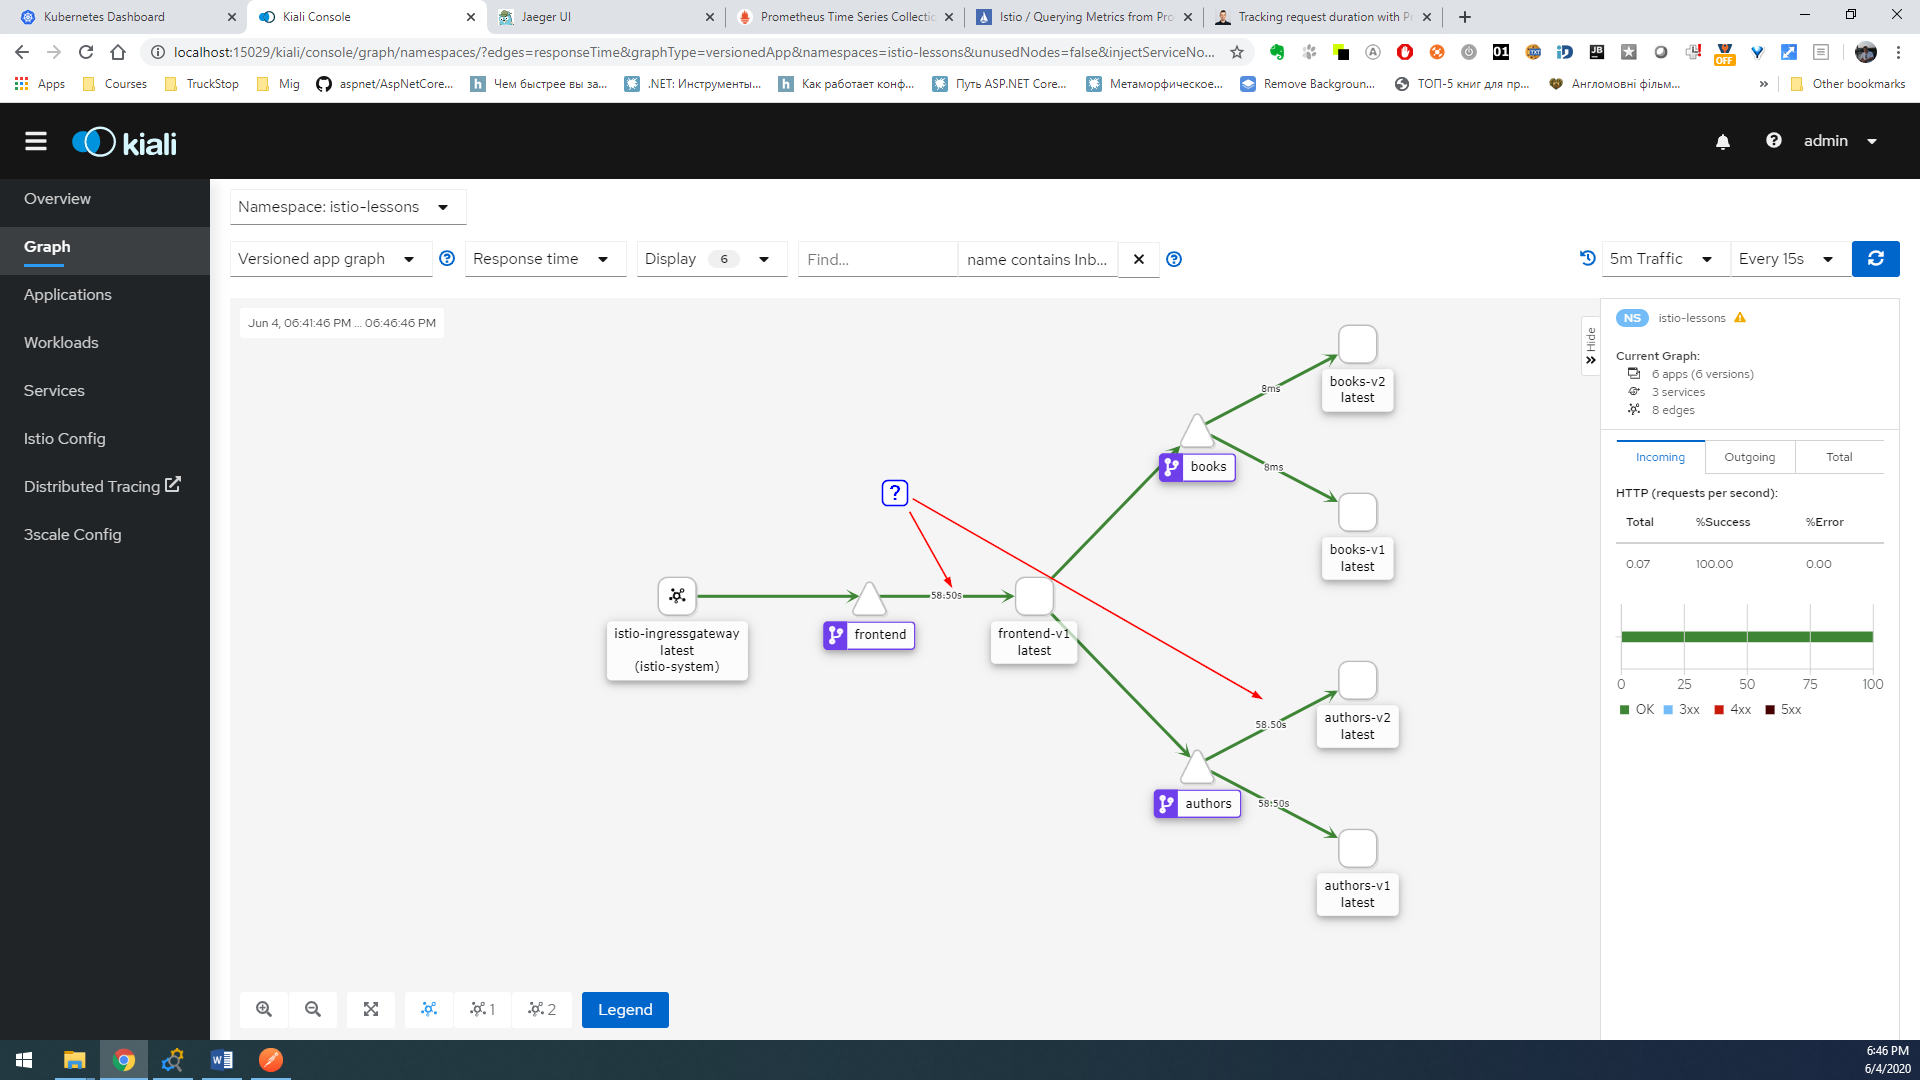 Kubernetes Dashboard
Kiali Console
Jaeger UI
Prometheus Time Series Collectio
Istio / Querying Metrics from Pro
Tracking request duration with Pr
localhost:15029/kiali/console/graph/namespaces/?edges=responseTime&graphType=versionedApp&namespaces=istio-lessons&unusedNodes=false&injectServiceNo...
Apps
Courses
TruckStop
Mig
aspnet/AspNetCore...
Чем быстрее вы за...
.NET: Инструменты...
Как работает конф...
Путь ASP.NET Core...
Метаморфическое...
Remove Backgroun...
ТОП-5 книг для пр...
Англомовні фільм...
Other bookmarks
kiali
admin
Overview
Graph
Applications
Workloads
Services
Istio Config
Distributed Tracing
3scale Config
Namespace: istio-lessons
Versioned app graph
Response time
Display 6
Find...
name contains Inb...
5m Traffic
Every 15s
Jun 4, 06:41:46 PM ... 06:46:46 PM
books-v2
latest
8ms
books
8ms
books-v1
latest
?
58.50s
istio-ingressgateway
latest
(istio-system)
frontend
frontend-v1
latest
58.50s
authors-v2
latest
authors
58.50s
authors-v1
latest
Hide
NS istio-lessons
Current Graph:
6 apps (6 versions)
3 services
8 edges
Incoming
Outgoing
Total
HTTP (requests per second):
Total %Success %Error
0.07 100.00 0.00
0 25 50 75 100
OK 3xx 4xx 5xx
1
2
Legend
6:46 PM
6/4/2020